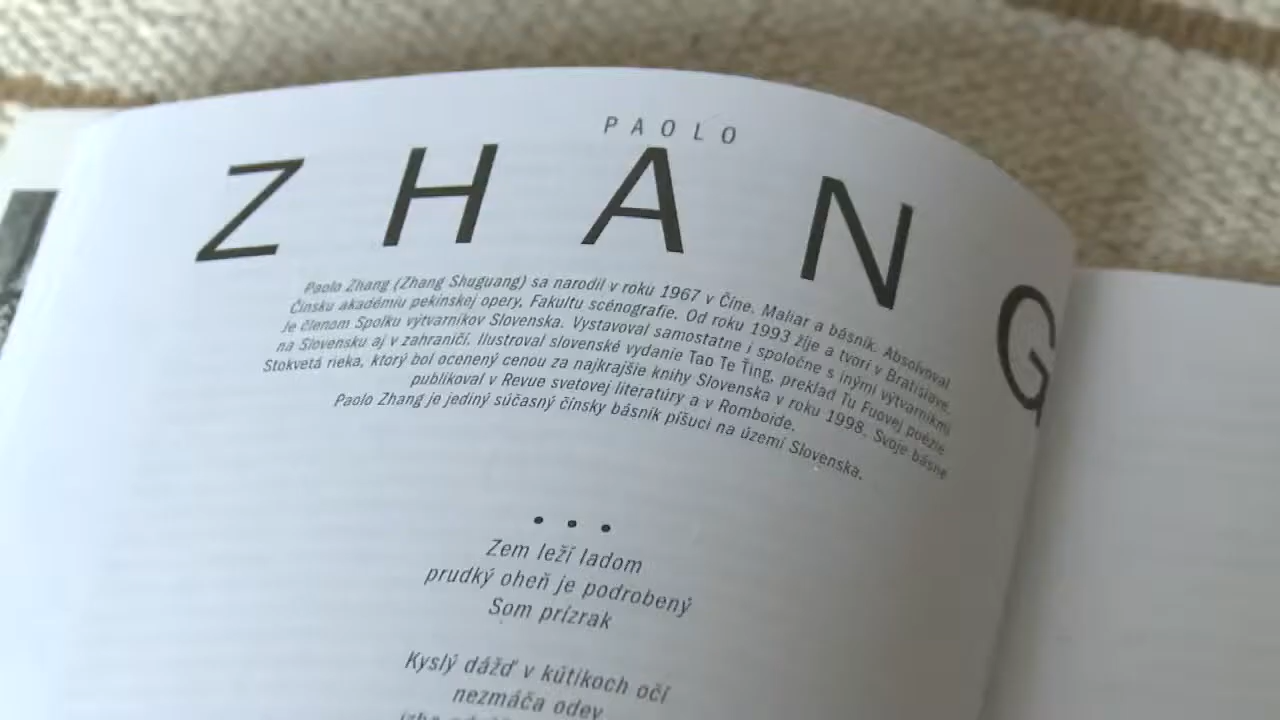 PAOLO
ZHANG
Paolo Zhang (Zhang Shuguang) sa narodil v roku 1967 v Číne. Maliar a básnik. Absolvoval
Čínsku akadémiu pekinskej opery, Fakultu scénografie. Od roku 1993 žije a tvorí v Bratislave.
Je členom Spolku výtvarníkov Slovenska. Vystavoval samostatne i spoločne s inými výtvarníkmi
na Slovensku aj v zahraničí. Ilustroval slovenské vydanie Tao Te Ťing, preklad Tu Fuovej poézie
Stokvetá rieka, ktorý bol ocenený cenou za najkrajšie knihy Slovenska v roku 1998. Svoje básne
publikoval v Revue svetovej literatúry a v Romboide.
Paolo Zhang je jediný súčasný čínsky básnik píšuci na území Slovenska.
• • •
Zem leží ladom
prudký oheň je podrobený
Som prízrak
Kyslý dážď v kútikoch očí
nezmáča odev